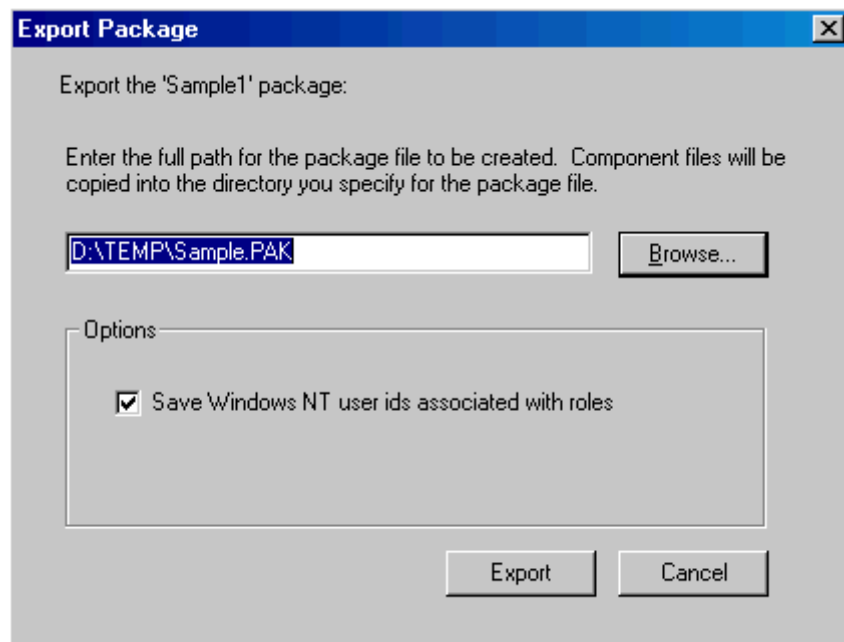 Export Package
Export the 'Sample1' package:
Enter the full path for the package file to be created.  Component files will be
copied into the directory you specify for the package file.
D:\TEMP\Sample.PAK
Browse...
Options
Save Windows NT user ids associated with roles
Export
Cancel